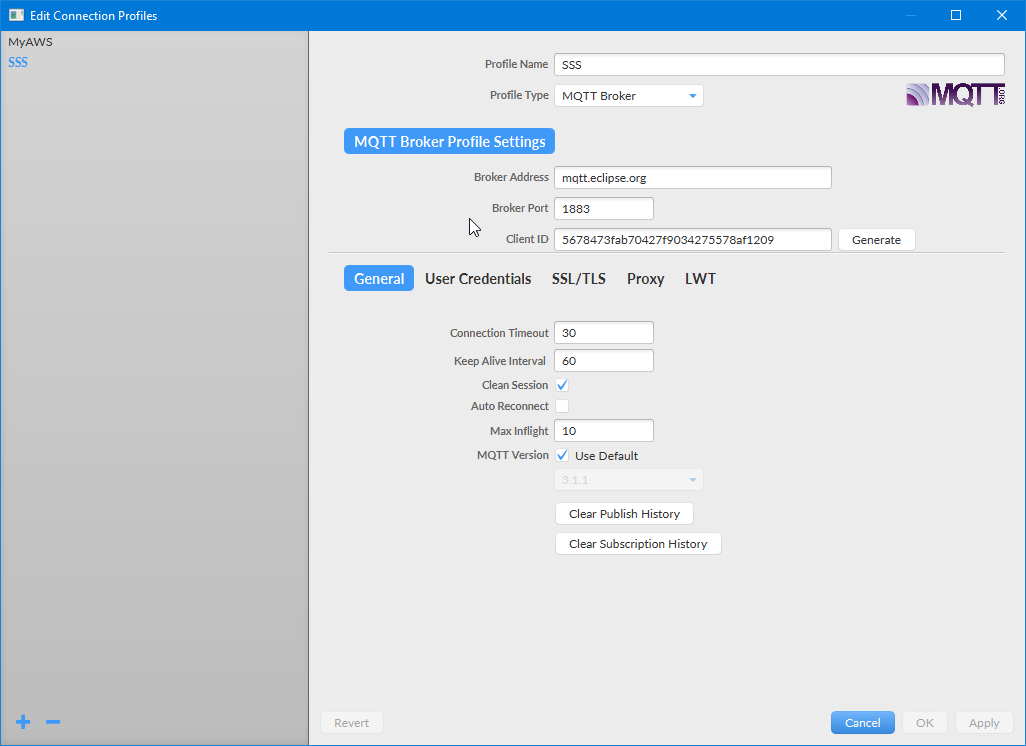 Edit Connection Profiles
MyAWS
SSS
Profile Name SSS
Profile Type MQTT Broker
MQTT.ORG
MQTT Broker Profile Settings
Broker Address mqtt.eclipse.org
Broker Port 1883
Client ID 5678473fab70427f9034275578af1209 Generate
General User Credentials SSL/TLS Proxy LWT
Connection Timeout 30
Keep Alive Interval 60
Clean Session
Auto Reconnect
Max Inflight 10
MQTT Version Use Default
3.1.1
Clear Publish History
Clear Subscription History
Revert Cancel OK Apply